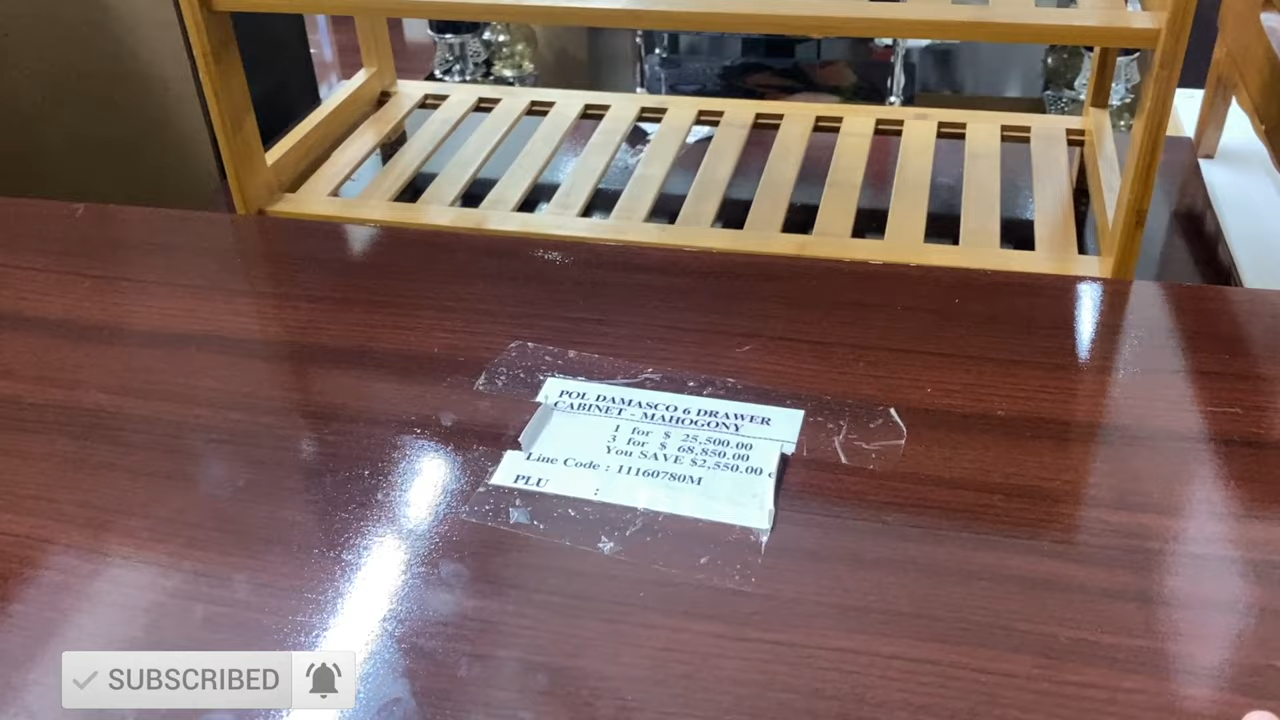 POL DAMASCO 6 DRAWER
CABINET - MAHOGONY
1 for $ 25,500.00
3 for $ 68,850.00
You SAVE $2,550.00
Line Code : 11160780M
PLU :
SUBSCRIBED